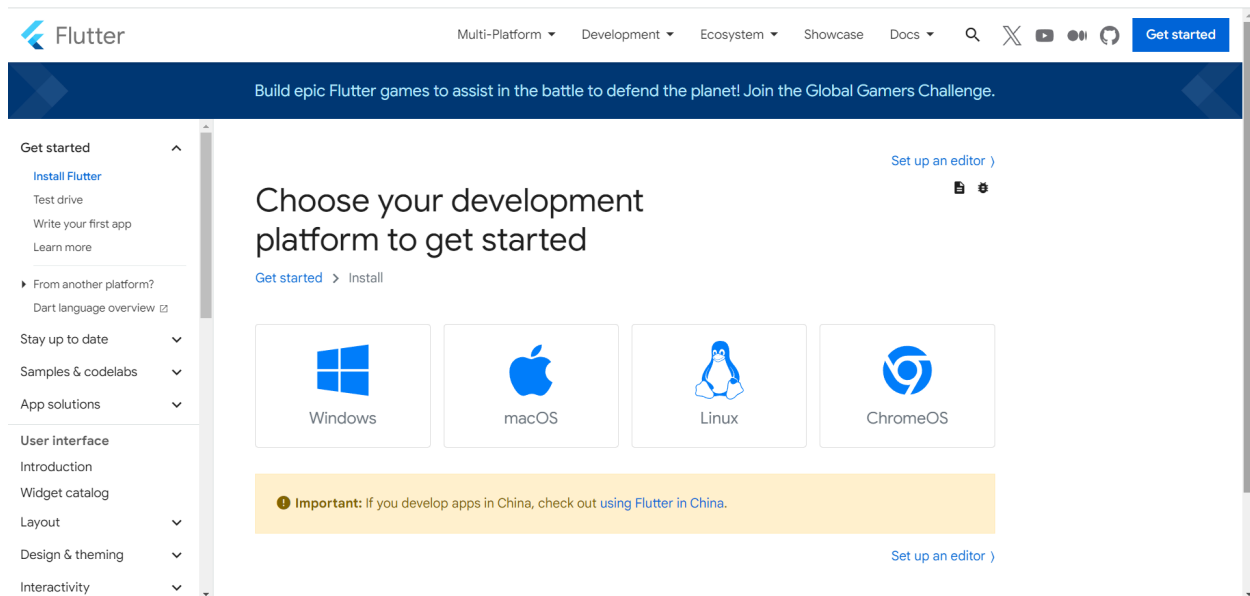 Flutter
Multi-Platform Development Ecosystem Showcase Docs Get started
Build epic Flutter games to assist in the battle to defend the planet! Join the Global Gamers Challenge.
Get started
Install Flutter
Test drive
Write your first app
Learn more
From another platform?
Dart language overview
Stay up to date
Samples & codelabs
App solutions
User interface
Introduction
Widget catalog
Layout
Design & theming
Interactivity
Set up an editor
Choose your development
platform to get started
Get started Install
Windows macOS Linux ChromeOS
Important: If you develop apps in China, check out using Flutter in China.
Set up an editor